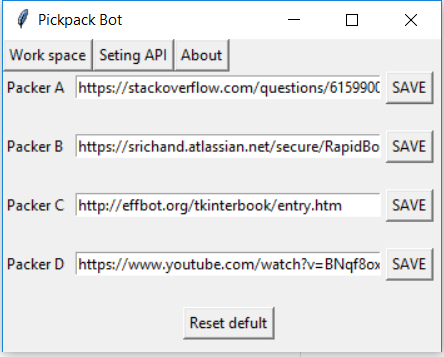 Pickpack Bot
Work space Seting API About
Packer A https://stackoverflow.com/questions/6159900 SAVE
Packer B https://srichand.atlassian.net/secure/RapidBo SAVE
Packer C http://effbot.org/tkinterbook/entry.htm SAVE
Packer D https://www.youtube.com/watch?v=BNqf8ox SAVE
Reset defult